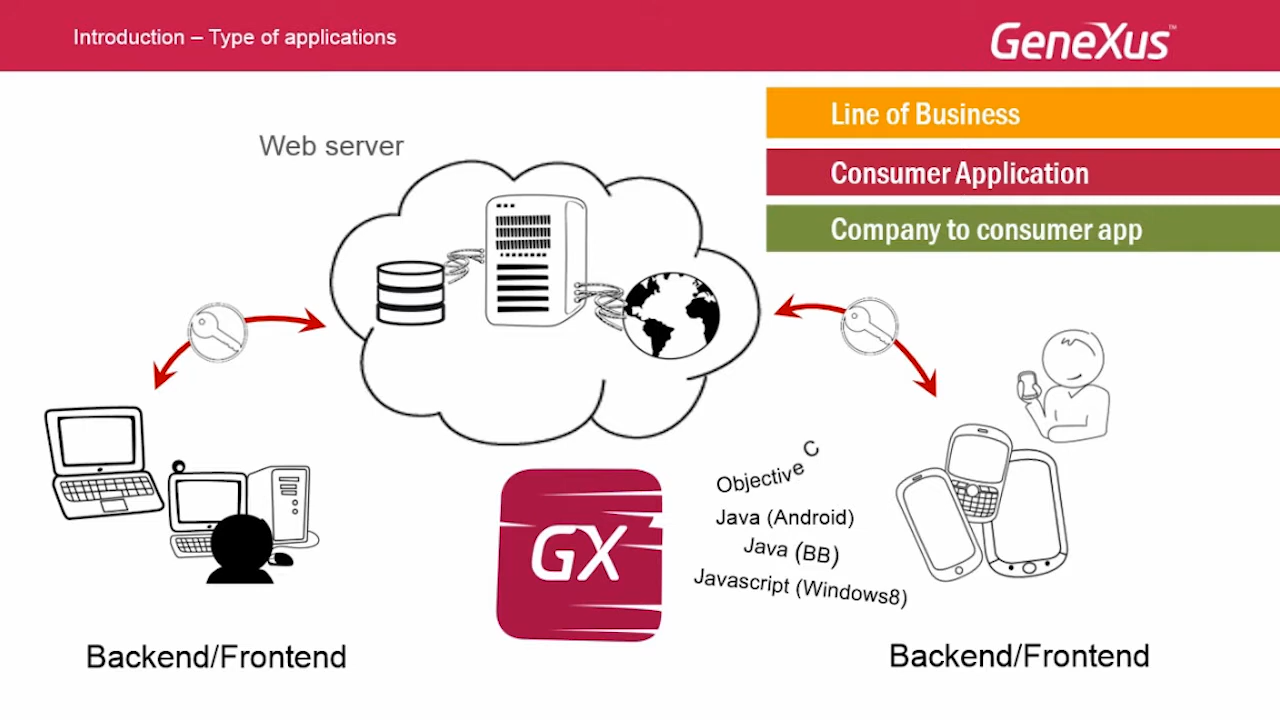 Introduction – Type of applications
GeneXus™
Line of Business
Web server
Consumer Application
Company to consumer app
Objective C
Java (Android)
GX
Java (BB)
Javascript (Windows8)
Backend/Frontend
Backend/Frontend